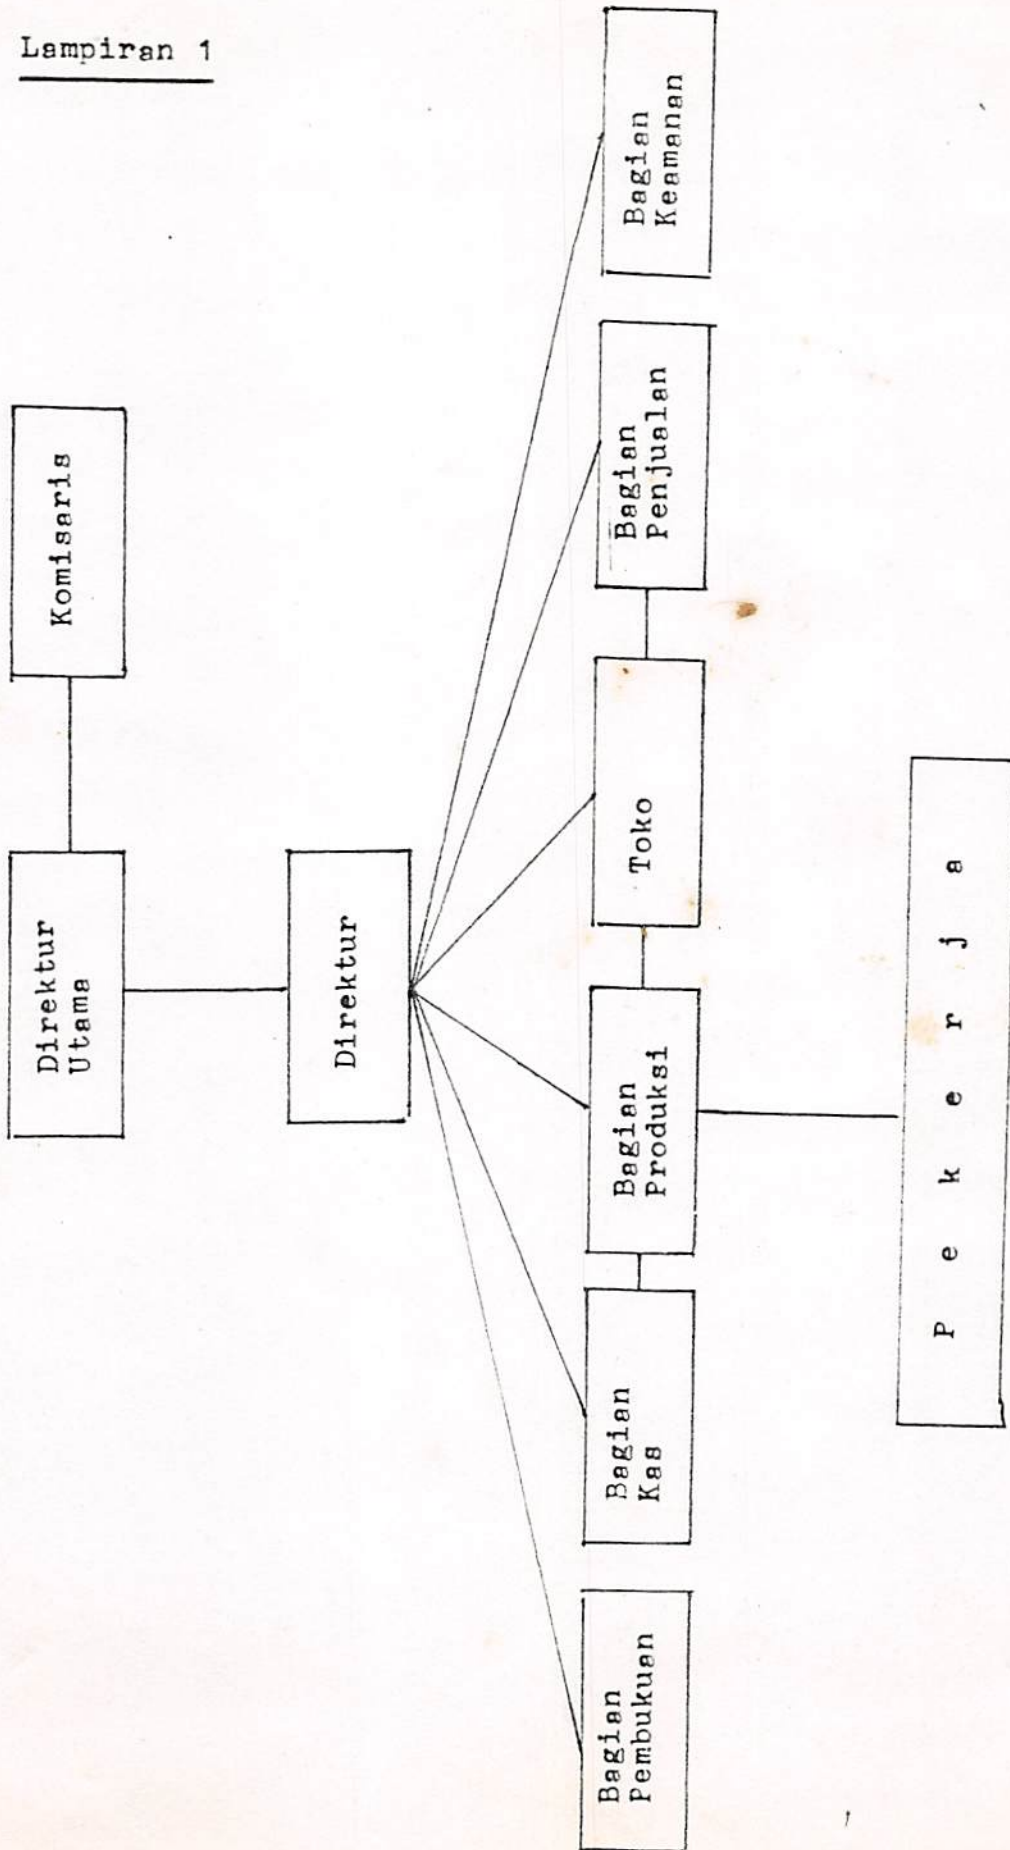 Lampiran 1
Direktur
Utama
Komisaris
Direktur
Bagian
Pembukuan
Bagian
Kas
Bagian
Produksi
Toko
Bagian
Penjualan
Bagian
Keamanan
P e k e r j a